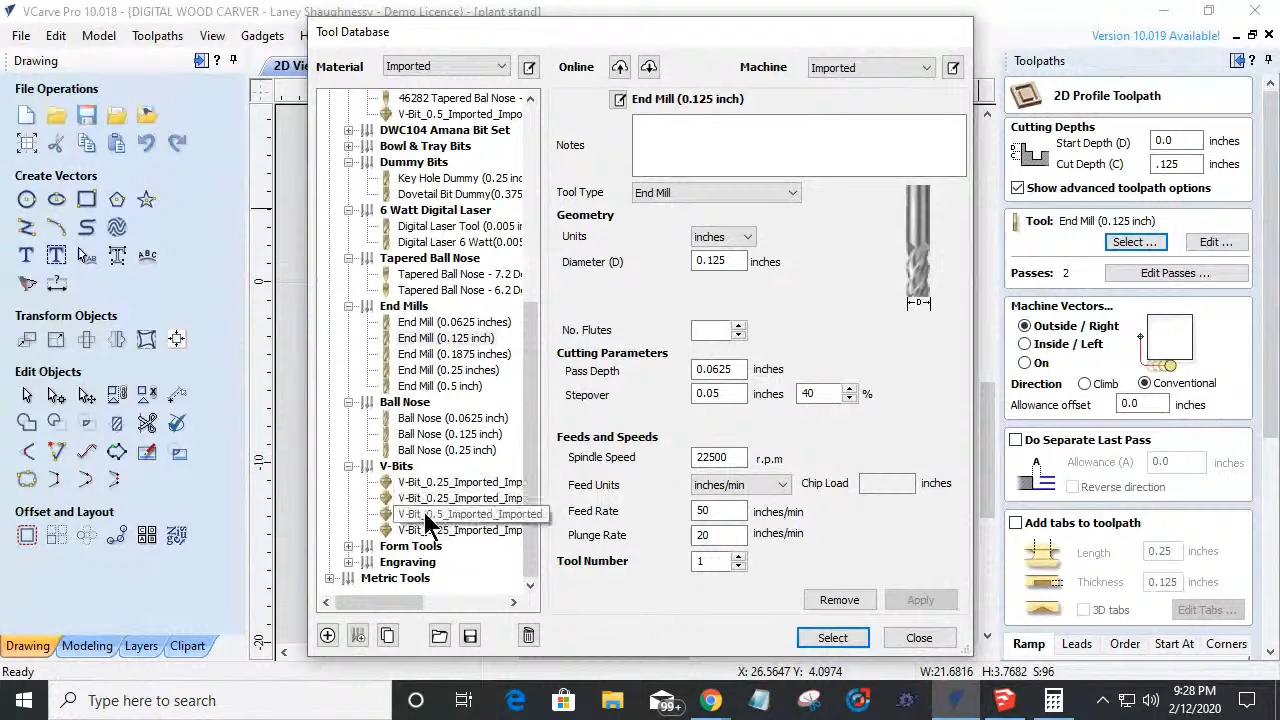 VCarve Pro 10.018 - {DIGITAL WOOD CARVER - Laney Shaughnessy - Demo Licence} - [plant stand]
File Edit Model Toolpaths View Gadgets
Version 10.019 Available!
Drawing
File Operations
Create Vectors
Transform Objects
Edit Objects
Offset and Layout
Drawing Modeling Layers Clipart
Ready
2D Vie
0
-10
-20
Tool Database
Material Imported
Online
Machine Imported
46282 Tapered Bal Nose -
V-Bit_0.5_Imported_Impo
DWC104 Amana Bit Set
Bowl & Tray Bits
Dummy Bits
Key Hole Dummy (0.25 in
Dovetail Bit Dummy(0.375
6 Watt Digital Laser
Digital Laser Tool (0.005 i
Digital Laser 6 Watt(0.005
Tapered Ball Nose
Tapered Ball Nose - 7.2 De
Tapered Ball Nose - 6.2 D
End Mills
End Mill (0.0625 inches)
End Mill (0.125 inch)
End Mill (0.1875 inches)
End Mill (0.25 inches)
End Mill (0.5 inch)
Ball Nose
Ball Nose (0.0625 inch)
Ball Nose (0.125 inch)
Ball Nose (0.25 inch)
V-Bits
V-Bit_0.25_Imported_Imp
V-Bit_0.25_Imported_Imp
V-Bit_0.5_Imported_Imported
Form Tools
Engraving
Metric Tools
End Mill (0.125 inch)
Notes
Tool Type End Mill
Geometry
Units inches
Diameter (D) 0.125 inches
D
No. Flutes
Cutting Parameters
Pass Depth 0.0625 inches
Stepover 0.05 inches 40 %
Feeds and Speeds
Spindle Speed 22500 r.p.m
Feed Units inches/min Chip Load inches
Feed Rate 50 inches/min
Plunge Rate 20 inches/min
Tool Number 1
Remove Apply
Select Close
Toolpaths
2D Profile Toolpath
Cutting Depths
Start Depth (D) 0.0 inches
Cut Depth (C) .125 inches
Show advanced toolpath options
Tool: End Mill (0.125 inch)
Select ... Edit ...
Passes: 2 Edit Passes ...
Machine Vectors...
Outside / Right
Inside / Left
On
Direction Climb Conventional
Allowance offset 0.0 inches
Do Separate Last Pass
A
Allowance (A) 0.0 inches
Reverse direction
Add tabs to toolpath
Length 0.25 inches
Thickness 0.125 inches
3D tabs Edit Tabs ...
Ramp Leads Order Start At Corners
X: 26.5647 Y: 4.0974
W:21.6816 H:3.7682 S:96
Type here to search
99+
9:28 PM
2/12/2020